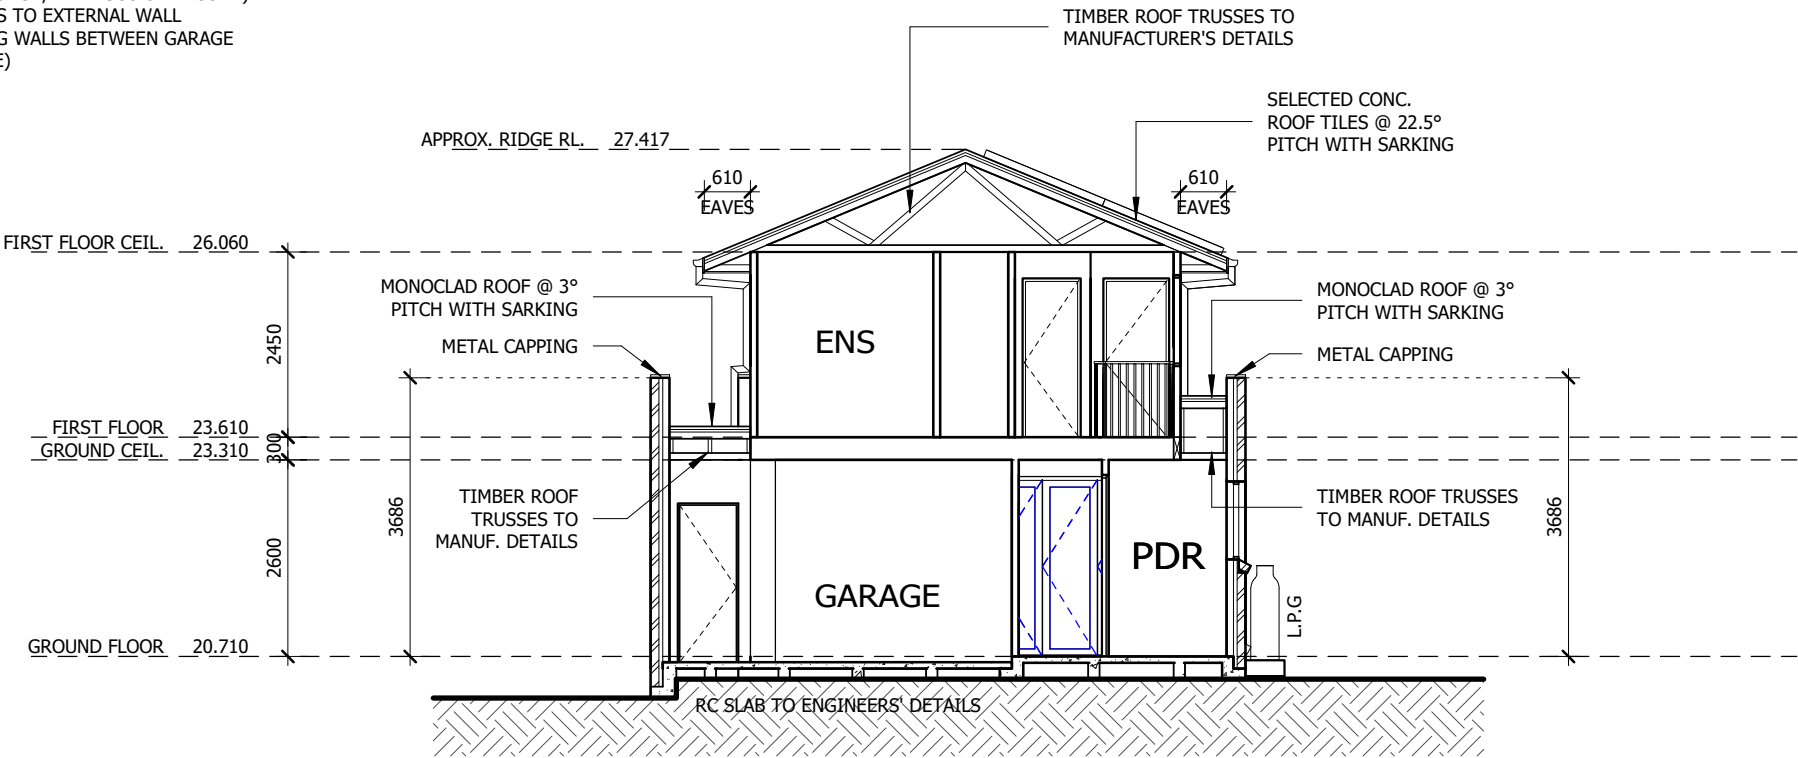 S TO EXTERNAL WALL
WALLS BETWEEN GARAGE
TIMBER ROOF TRUSSES TO
MANUFACTURER'S DETAILS
SELECTED CONC.
ROOF TILES @ 22.5°
PITCH WITH SARKING
APPROX. RIDGE RL. 27.417
610
EAVES
610
EAVES
FIRST FLOOR CEIL. 26.060
MONOCLAD ROOF @ 3°
PITCH WITH SARKING
METAL CAPPING
MONOCLAD ROOF @ 3°
PITCH WITH SARKING
METAL CAPPING
2450
ENS
FIRST FLOOR 23.610
GROUND CEIL. 23.310
300
TIMBER ROOF
TRUSSES TO
MANUF. DETAILS
TIMBER ROOF TRUSSES
TO MANUF. DETAILS
3686
2600
3686
GARAGE
PDR
L.P.G
GROUND FLOOR 20.710
RC SLAB TO ENGINEERS' DETAILS